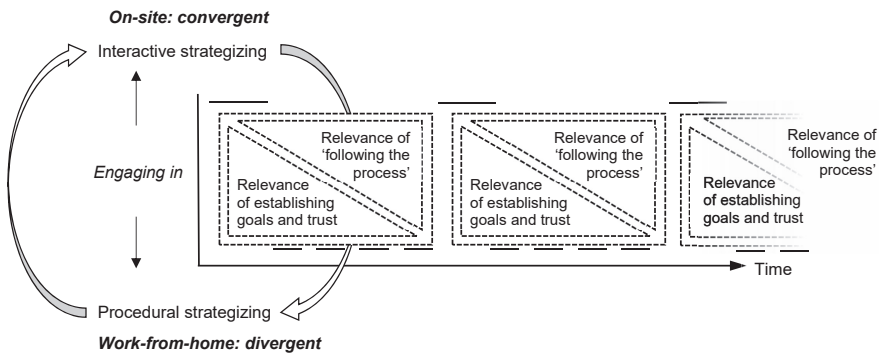 On-site: convergent
Interactive strategizing
Engaging in
Procedural strategizing
Work-from-home: divergent
Relevance of
‘following the
process’
Relevance
of establishing
goals and trust
Relevance of
‘following the
process’
Relevance
of establishing
goals and trust
Relevance of
‘following the
process’
Relevance
of establishing
goals and trust
Time